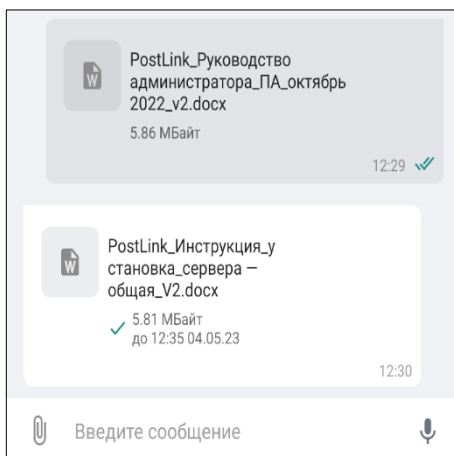 PostLink_Руководство
администратора_ПА_октябрь
2022_v2.docx
5.86 МБайт
12:29
PostLink_Инструкция_у
становка_сервера —
общая_V2.docx
5.81 МБайт
до 12:35 04.05.23
12:30
Введите сообщение